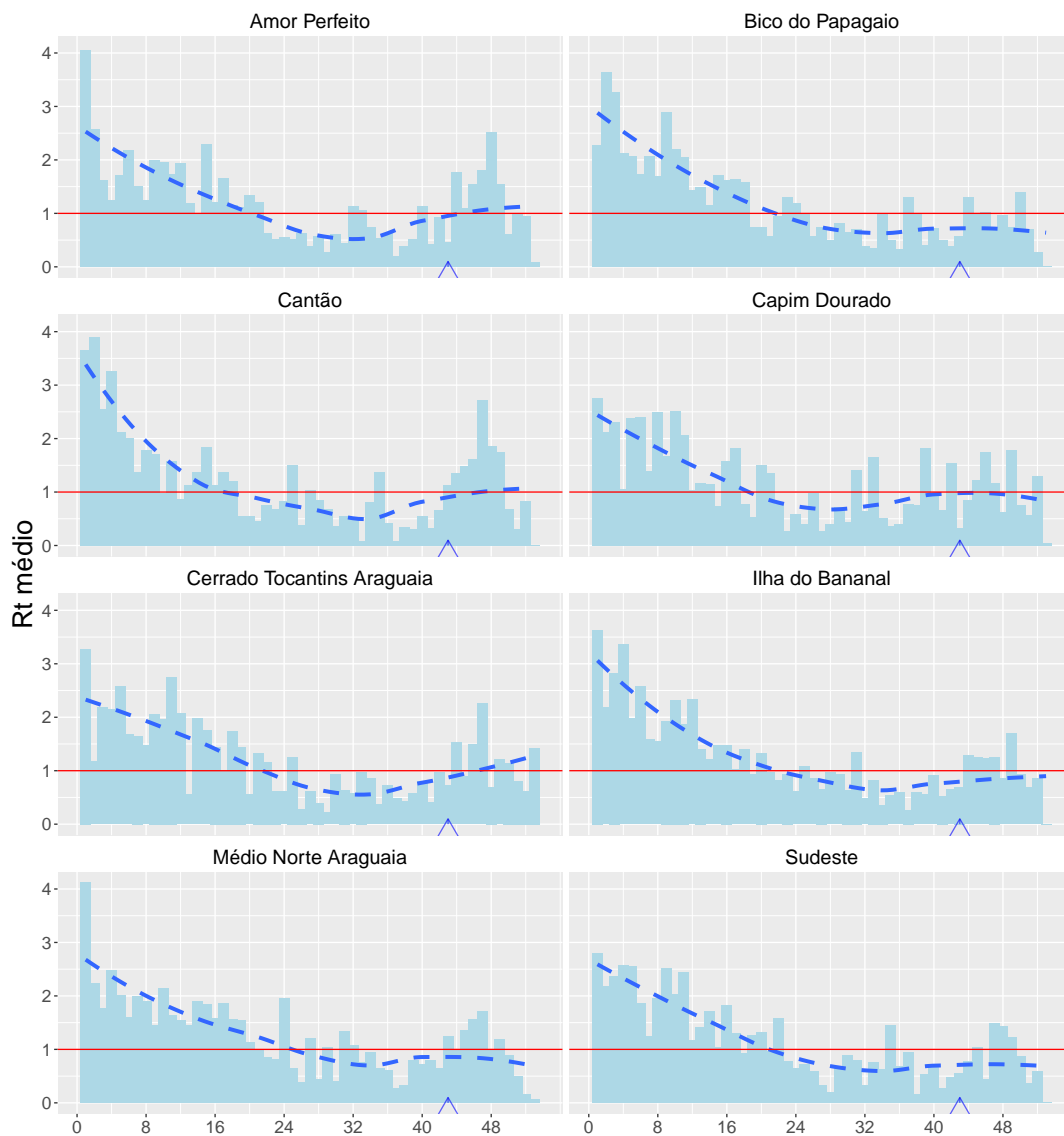 Amor Perfeito
Bico do Papagaio
4
3
2
1
0
Cantão
Capim Dourado
4
3
2
1
0
Rt médio
Cerrado Tocantins Araguaia
Ilha do Bananal
4
3
2
1
0
Médio Norte Araguaia
Sudeste
4
3
2
1
0
0 8 16 24 32 40 48 0 8 16 24 32 40 48